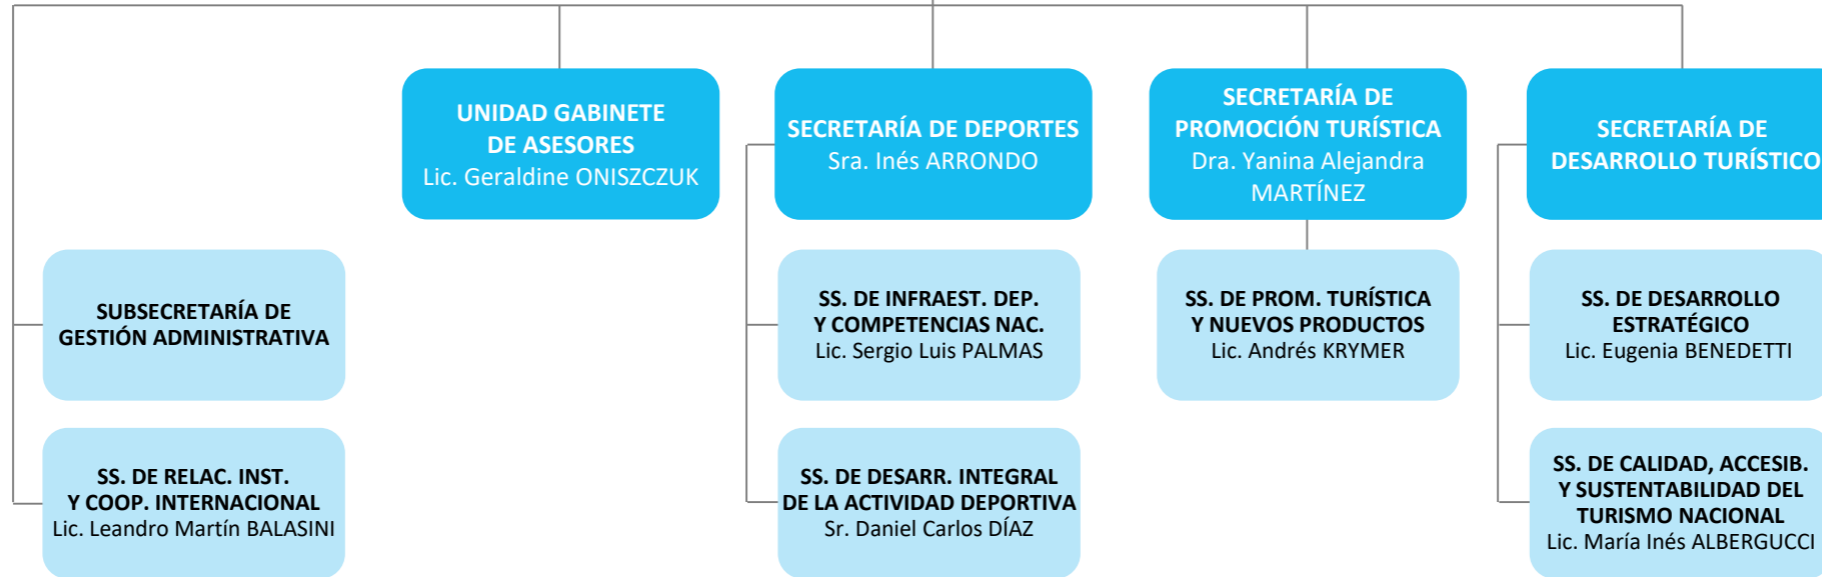 UNIDAD GABINETE
DE ASESORES
Lic. Geraldine ONISZCZUK
SECRETARÍA DE DEPORTES
Sra. Inés ARRONDO
SECRETARÍA DE
PROMOCIÓN TURÍSTICA
Dra. Yanina Alejandra
MARTÍNEZ
SECRETARÍA DE
DESARROLLO TURÍSTICO
SUBSECRETARÍA DE
GESTIÓN ADMINISTRATIVA
SS. DE INFRAEST. DEP.
Y COMPETENCIAS NAC.
Lic. Sergio Luis PALMAS
SS. DE PROM. TURÍSTICA
Y NUEVOS PRODUCTOS
Lic. Andrés KRYMER
SS. DE DESARROLLO
ESTRATÉGICO
Lic. Eugenia BENEDETTI
SS. DE RELAC. INST.
Y COOP. INTERNACIONAL
Lic. Leandro Martín BALASINI
SS. DE DESARR. INTEGRAL
DE LA ACTIVIDAD DEPORTIVA
Sr. Daniel Carlos DÍAZ
SS. DE CALIDAD, ACCESIB.
Y SUSTENTABILIDAD DEL
TURISMO NACIONAL
Lic. María Inés ALBERGUCCI